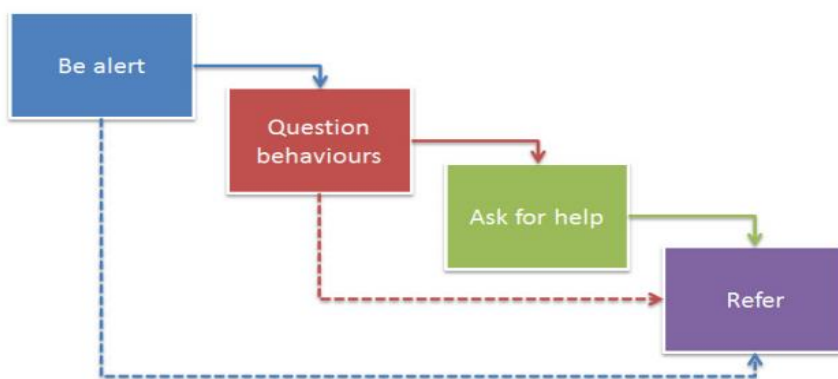 Be alert
Question
behaviours
Ask for help
Refer